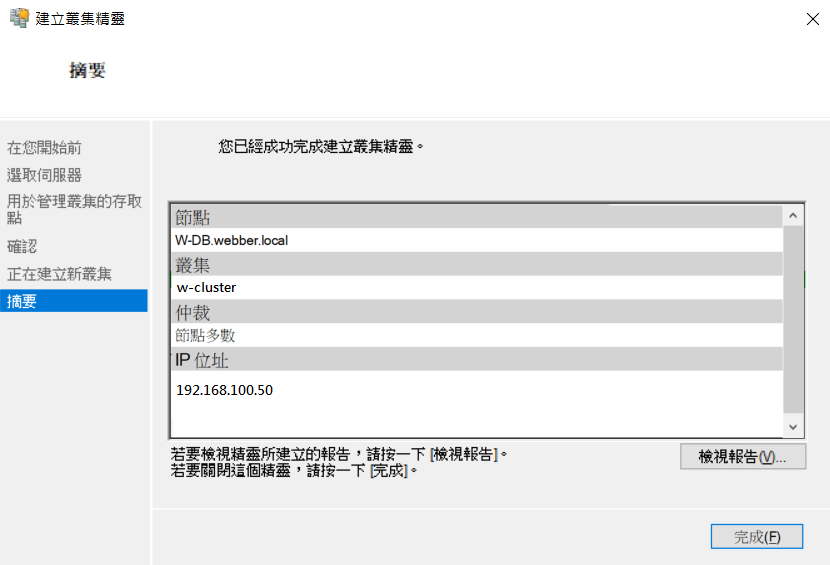 建立叢集精靈
摘要
在您開始前
選取伺服器
用於管理叢集的存取
點
確認
正在建立新叢集
摘要
您已經成功完成建立叢集精靈。
節點
W-DB.webber.local
叢集
w-cluster
仲裁
節點多數
IP 位址
192.168.100.50
若要檢視精靈所建立的報告，請按一下 [檢視報告]。
若要關閉這個精靈，請按一下 [完成]。
檢視報告(V)...
完成(F)